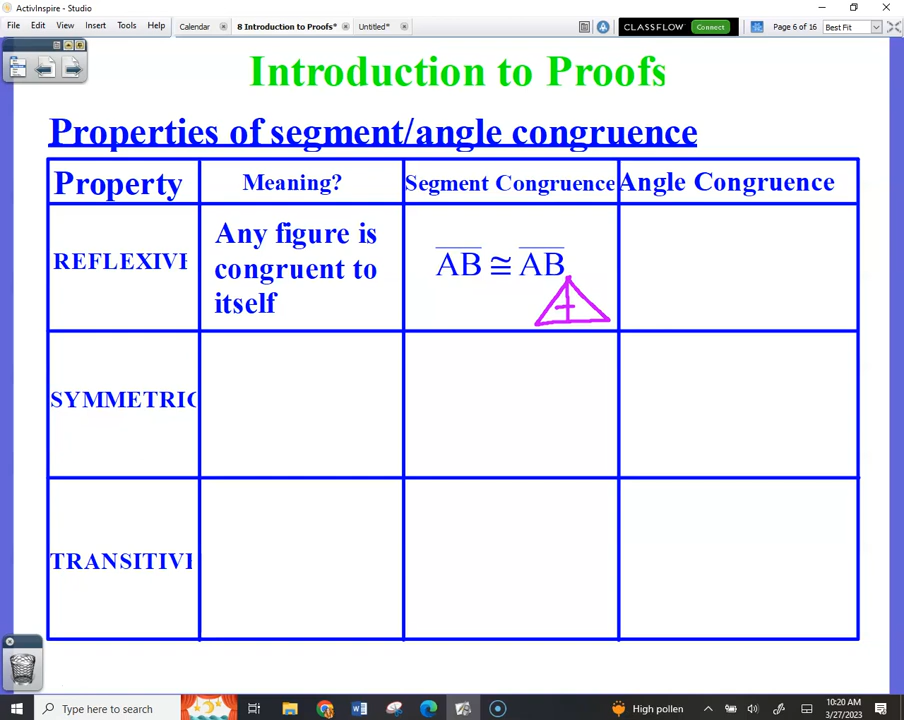 ActivInspire - Studio
File Edit View Insert Tools Help
Calendar
8 Introduction to Proofs*
Untitled*
CLASSFLOW Connect
Page 6 of 16
Best Fit
Introduction to Proofs
Properties of segment/angle congruence
Property Meaning? Segment Congruence Angle Congruence
REFLEXIVE
Any figure is
congruent to
itself
A̅B̅ ≅ A̅B̅
SYMMETRIC
TRANSITIVE
Type here to search
High pollen
10:20 AM
3/27/2023